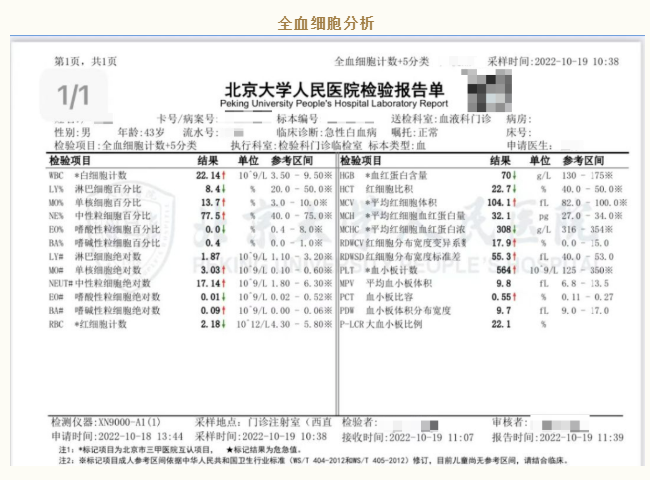 全血细胞分析
第1页，共1页
全血细胞计数+5分类
采样时间:2022-10-19 10:38
1/1
北京大学人民医院检验报告单
Peking University People's Hospital Laboratory Report
卡号/病案号: 标本编号 送检科室:血液科门诊 病房:
性别:男 年龄:43岁 流水号: 临床诊断:急性白血病 嘱托:正常 床号:
检验项目:全血细胞计数+5分类 执行科室:检验科门诊临检室 标本类型:血 申请医生:
检验项目 结果 单位 参考区间 检验项目 结果 单位 参考区间
WBC *白细胞计数 22.14↑ 10^9/L 3.50 - 9.50※ HGB *血红蛋白含量 70↓ g/L 130 - 175※
LY% 淋巴细胞百分比 8.4↓ % 20.0 - 50.0※ HCT 红细胞比积 22.7↓ % 40.0 - 50.0※
MO% 单核细胞百分比 13.7↑ % 3.0 - 10.0※ MCV *平均红细胞体积 104.1↑ fL 82.0 - 100.0※
NE% 中性粒细胞百分比 77.5↑ % 40.0 - 75.0※ MCH *平均红细胞血红蛋白量 32.1 pg 27.0 - 34.0※
EO% 嗜酸性粒细胞百分比 0.0↓ % 0.4 - 8.0※ MCHC *平均红细胞血红蛋白浓 308↓ g/L 316 - 354※
BA% 嗜碱性粒细胞百分比 0.4 % 0.0 - 1.0※ RDWCV 红细胞分布宽度变异系数 17.9↑ % 0.0 - 15.0
LY# 淋巴细胞绝对数 1.87 10^9/L 1.10 - 3.20※ RDWSD 红细胞分布宽度标准差 55.3↑ fL 40.0 - 53.0
MO# 单核细胞绝对数 3.03↑ 10^9/L 0.10 - 0.60※ PLT *血小板计数 564↑ 10^9/L 125 - 350※
NEUT# 中性粒细胞绝对数 17.14↑ 10^9/L 1.80 - 6.30※ MPV 平均血小板体积 9.8 fL 6.8 - 13.5
EO# 嗜酸性粒细胞绝对数 0.01↓ 10^9/L 0.02 - 0.52※ PCT 血小板比容 0.55↑ % 0.11 - 0.27
BA# 嗜碱性粒细胞绝对数 0.09↑ 10^9/L 0.00 - 0.06※ PDW 血小板体积分布宽度 9.7 fL 9.0 - 17.0
RBC *红细胞计数 2.18↓ 10^12/L 4.30 - 5.80※ P-LCR 大血小板比例 22.1 %
检测仪器:XN9000-A1(1) 采样地点: 门诊注射室（西直 检验者: 审核者:
申请时间:2022-10-18 13:44 采样时间:2022-10-19 10:38 接收时间:2022-10-19 11:07 报告时间:2022-10-19 11:39
注1: *标记项目为北京市三甲医院互认项目， ★标记结果为危急值。
注2: ※标记项目成人参考区间依据中华人民共和国卫生行业标准（WS/T 404-2012和WS/T 405-2012）修订, 目前儿童尚无参考区间, 请结合临床。